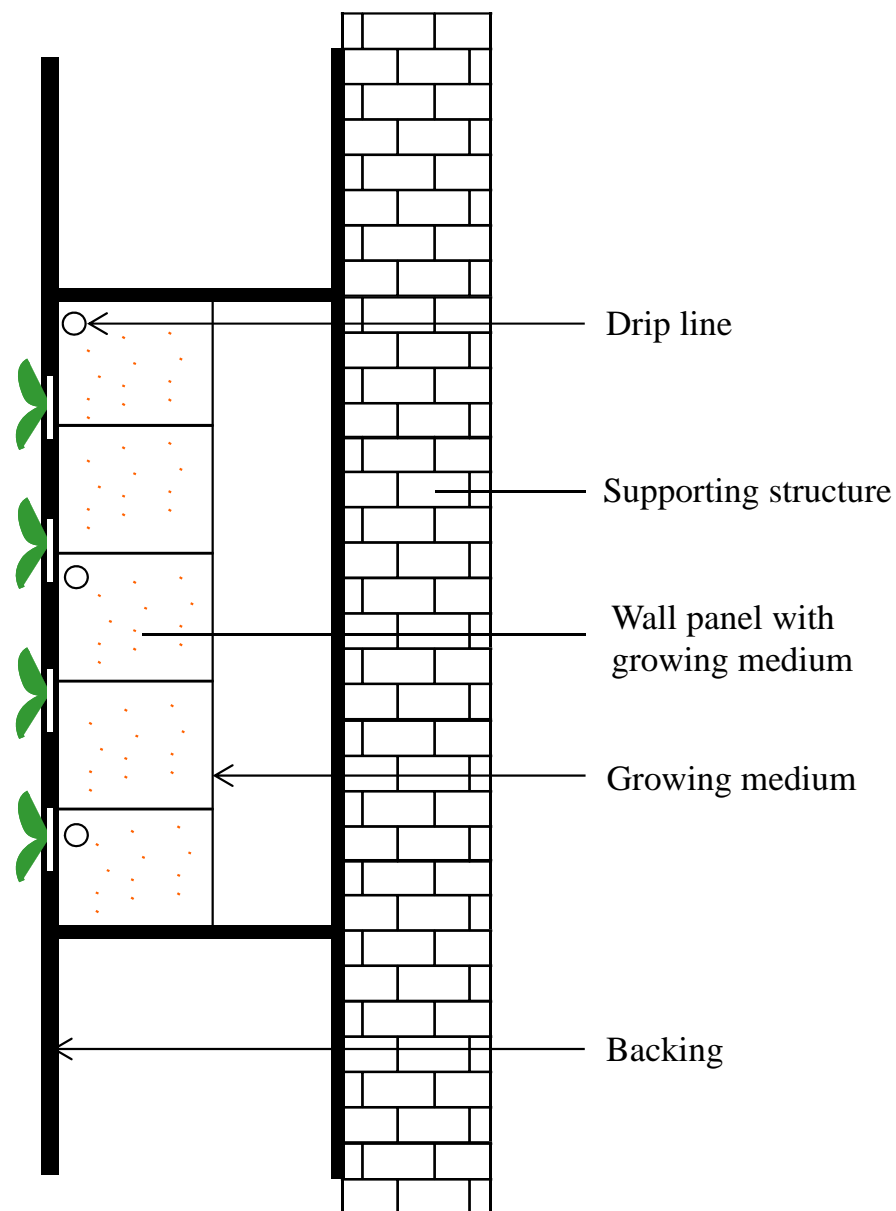 Drip line
Supporting structure
Wall panel with
growing medium
Growing medium
Backing